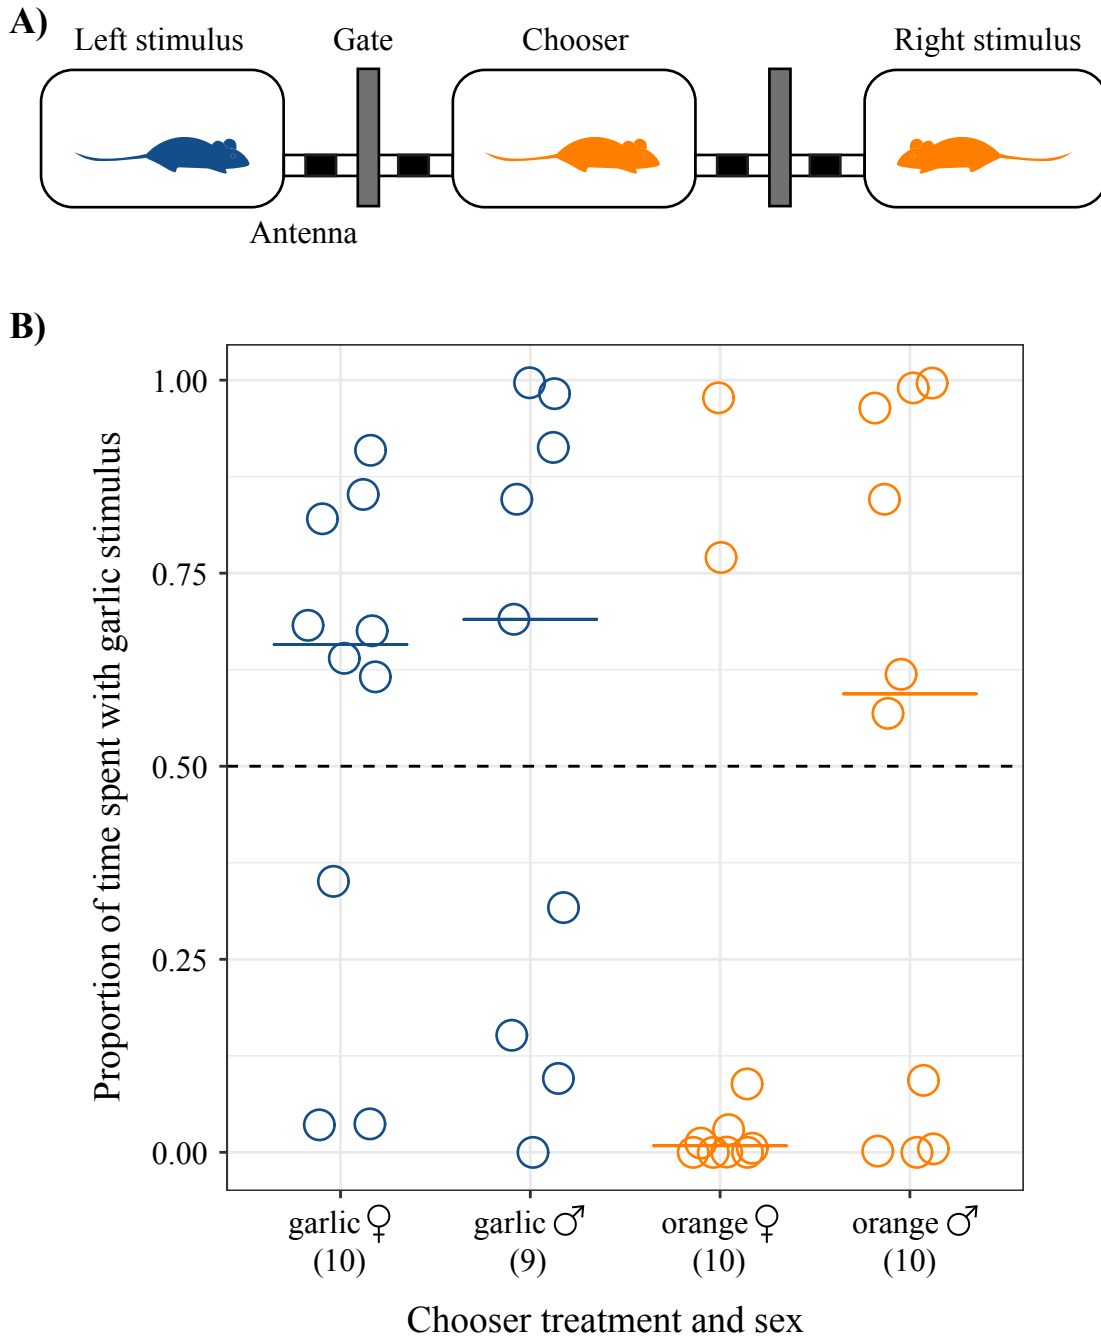 A)
Left stimulus
Gate
Chooser
Right stimulus
Antenna
B)
Proportion of time spent with garlic stimulus
1.00
0.75
0.50
0.25
0.00
garlic ♀
(10)
garlic ♂
(9)
orange ♀
(10)
orange ♂
(10)
Chooser treatment and sex